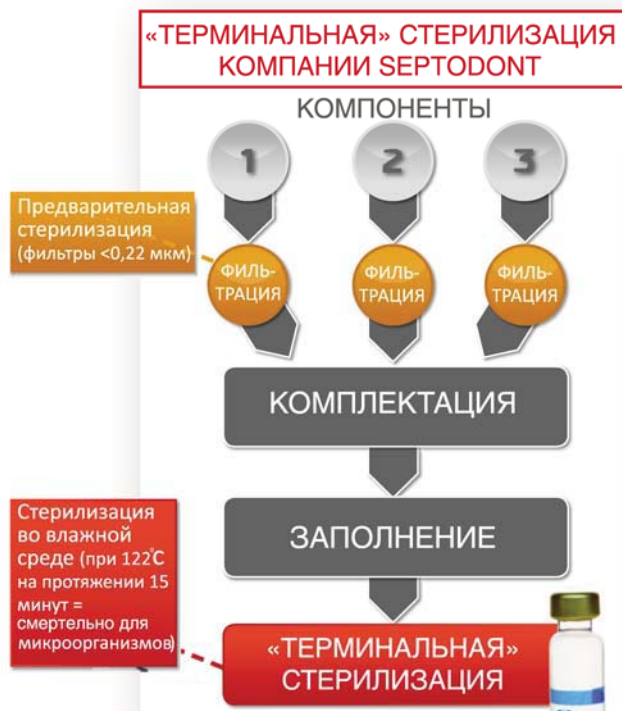 «ТЕРМИНАЛЬНАЯ» СТЕРИЛИЗАЦИЯ
КОМПАНИИ SEPTODONT
КОМПОНЕНТЫ
1
2
3
Предварительная
стерилизация
(фильтры <0,22 мкм)
ФИЛЬ-
ТРАЦИЯ
ФИЛЬ-
ТРАЦИЯ
ФИЛЬ-
ТРАЦИЯ
КОМПЛЕКТАЦИЯ
ЗАПОЛНЕНИЕ
Стерилизация
во влажной
среде (при 122℃
на протяжении 15
минут =
смертельно для
микроорганизмов)
«ТЕРМИНАЛЬНАЯ»
СТЕРИЛИЗАЦИЯ